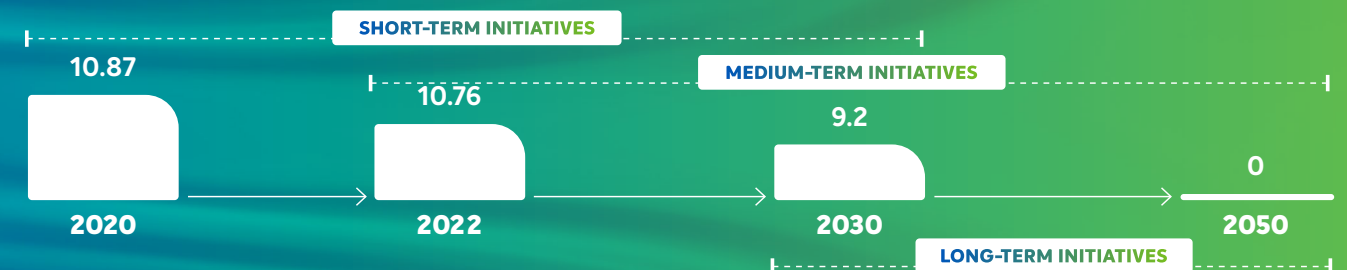 SHORT-TERM INITIATIVES
10.87
MEDIUM-TERM INITIATIVES
10.76
9.2
0
2020
2022
2030
2050
LONG-TERM INITIATIVES